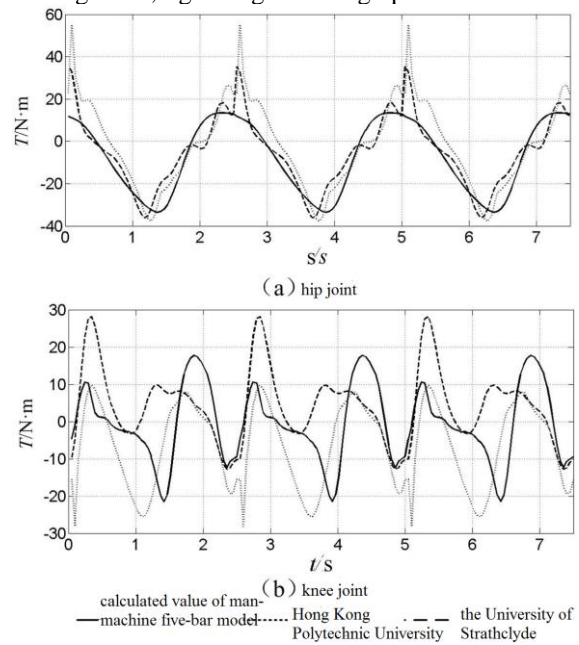 T/N·m
60
40
20
0
-20
-40
0 1 2 3 4 5 6 7
s/s
(a) hip joint
T/N·m
30
20
10
0
-10
-20
-30
0 1 2 3 4 5 6 7
t/s
(b) knee joint
calculated value of man-
machine five-bar model
Hong Kong
Polytechnic University
the University of
Strathclyde